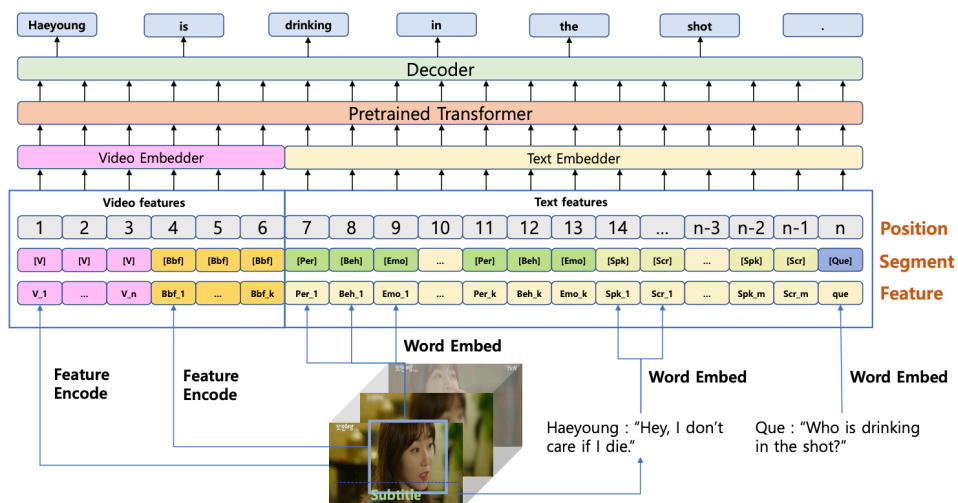 Haeyoung is drinking in the shot .
Decoder
Pretrained Transformer
Video Embedder Text Embedder
Video features Text features
1 2 3 4 5 6 7 8 9 10 11 12 13 14 ... n-3 n-2 n-1 n Position
[V] [V] [V] [Bbf] [Bbf] [Bbf] [Per] [Beh] [Emo] ... [Per] [Beh] [Emo] [Spk] [Scr] ... [Spk] [Scr] [Que] Segment
V_1 ... V_n Bbf_1 ... Bbf_k Per_1 Beh_1 Emo_1 ... Per_k Beh_k Emo_k Spk_1 Scr_1 ... Spk_m Scr_m que Feature
Word Embed
Feature
Encode
Feature
Encode
Word Embed
Word Embed
tvN
Haeyoung : “Hey, I don’t
care if I die.”
Que : “Who is drinking
in the shot?”
Subtitle